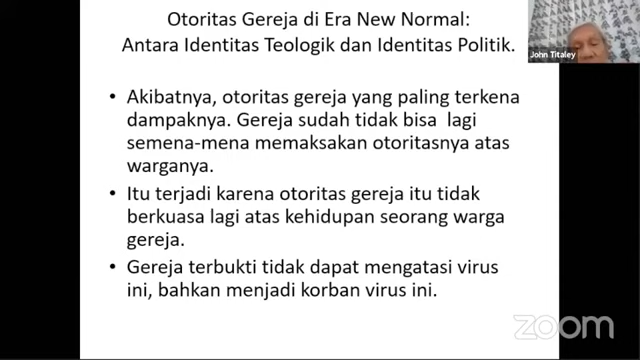 Otoritas Gereja di Era New Normal:
Antara Identitas Teologik dan Identitas Politik.
John Titaley
• Akibatnya, otoritas gereja yang paling terkena
dampaknya. Gereja sudah tidak bisa lagi
semena-mena memaksakan otoritasnya atas
warganya.
• Itu terjadi karena otoritas gereja itu tidak
berkuasa lagi atas kehidupan seorang warga
gereja.
• Gereja terbukti tidak dapat mengatasi virus
ini, bahkan menjadi korban virus ini.
zoom